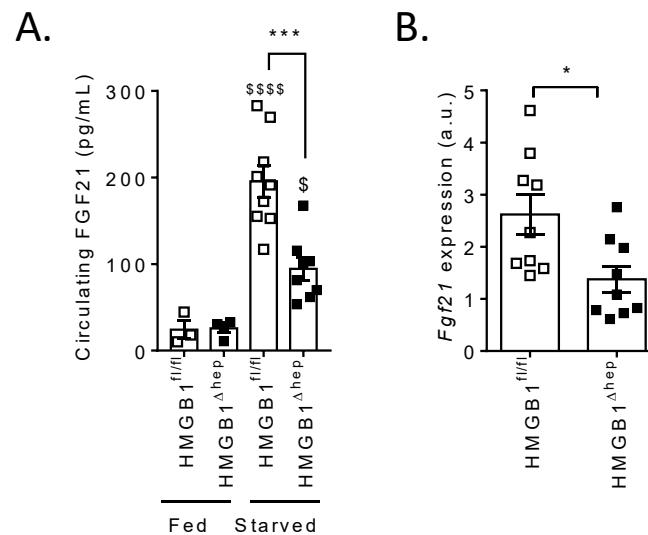 A.
***
$$$$
$
Circulating FGF21 (pg/mL)
300
200
100
0
HMGB1fl/fl
HMGB1Δhep
HMGB1fl/fl
HMGB1Δhep
Fed
Starved
B.
*
Fgf21 expression (a.u.)
5
4
3
2
1
0
HMGB1fl/fl
HMGB1Δhep